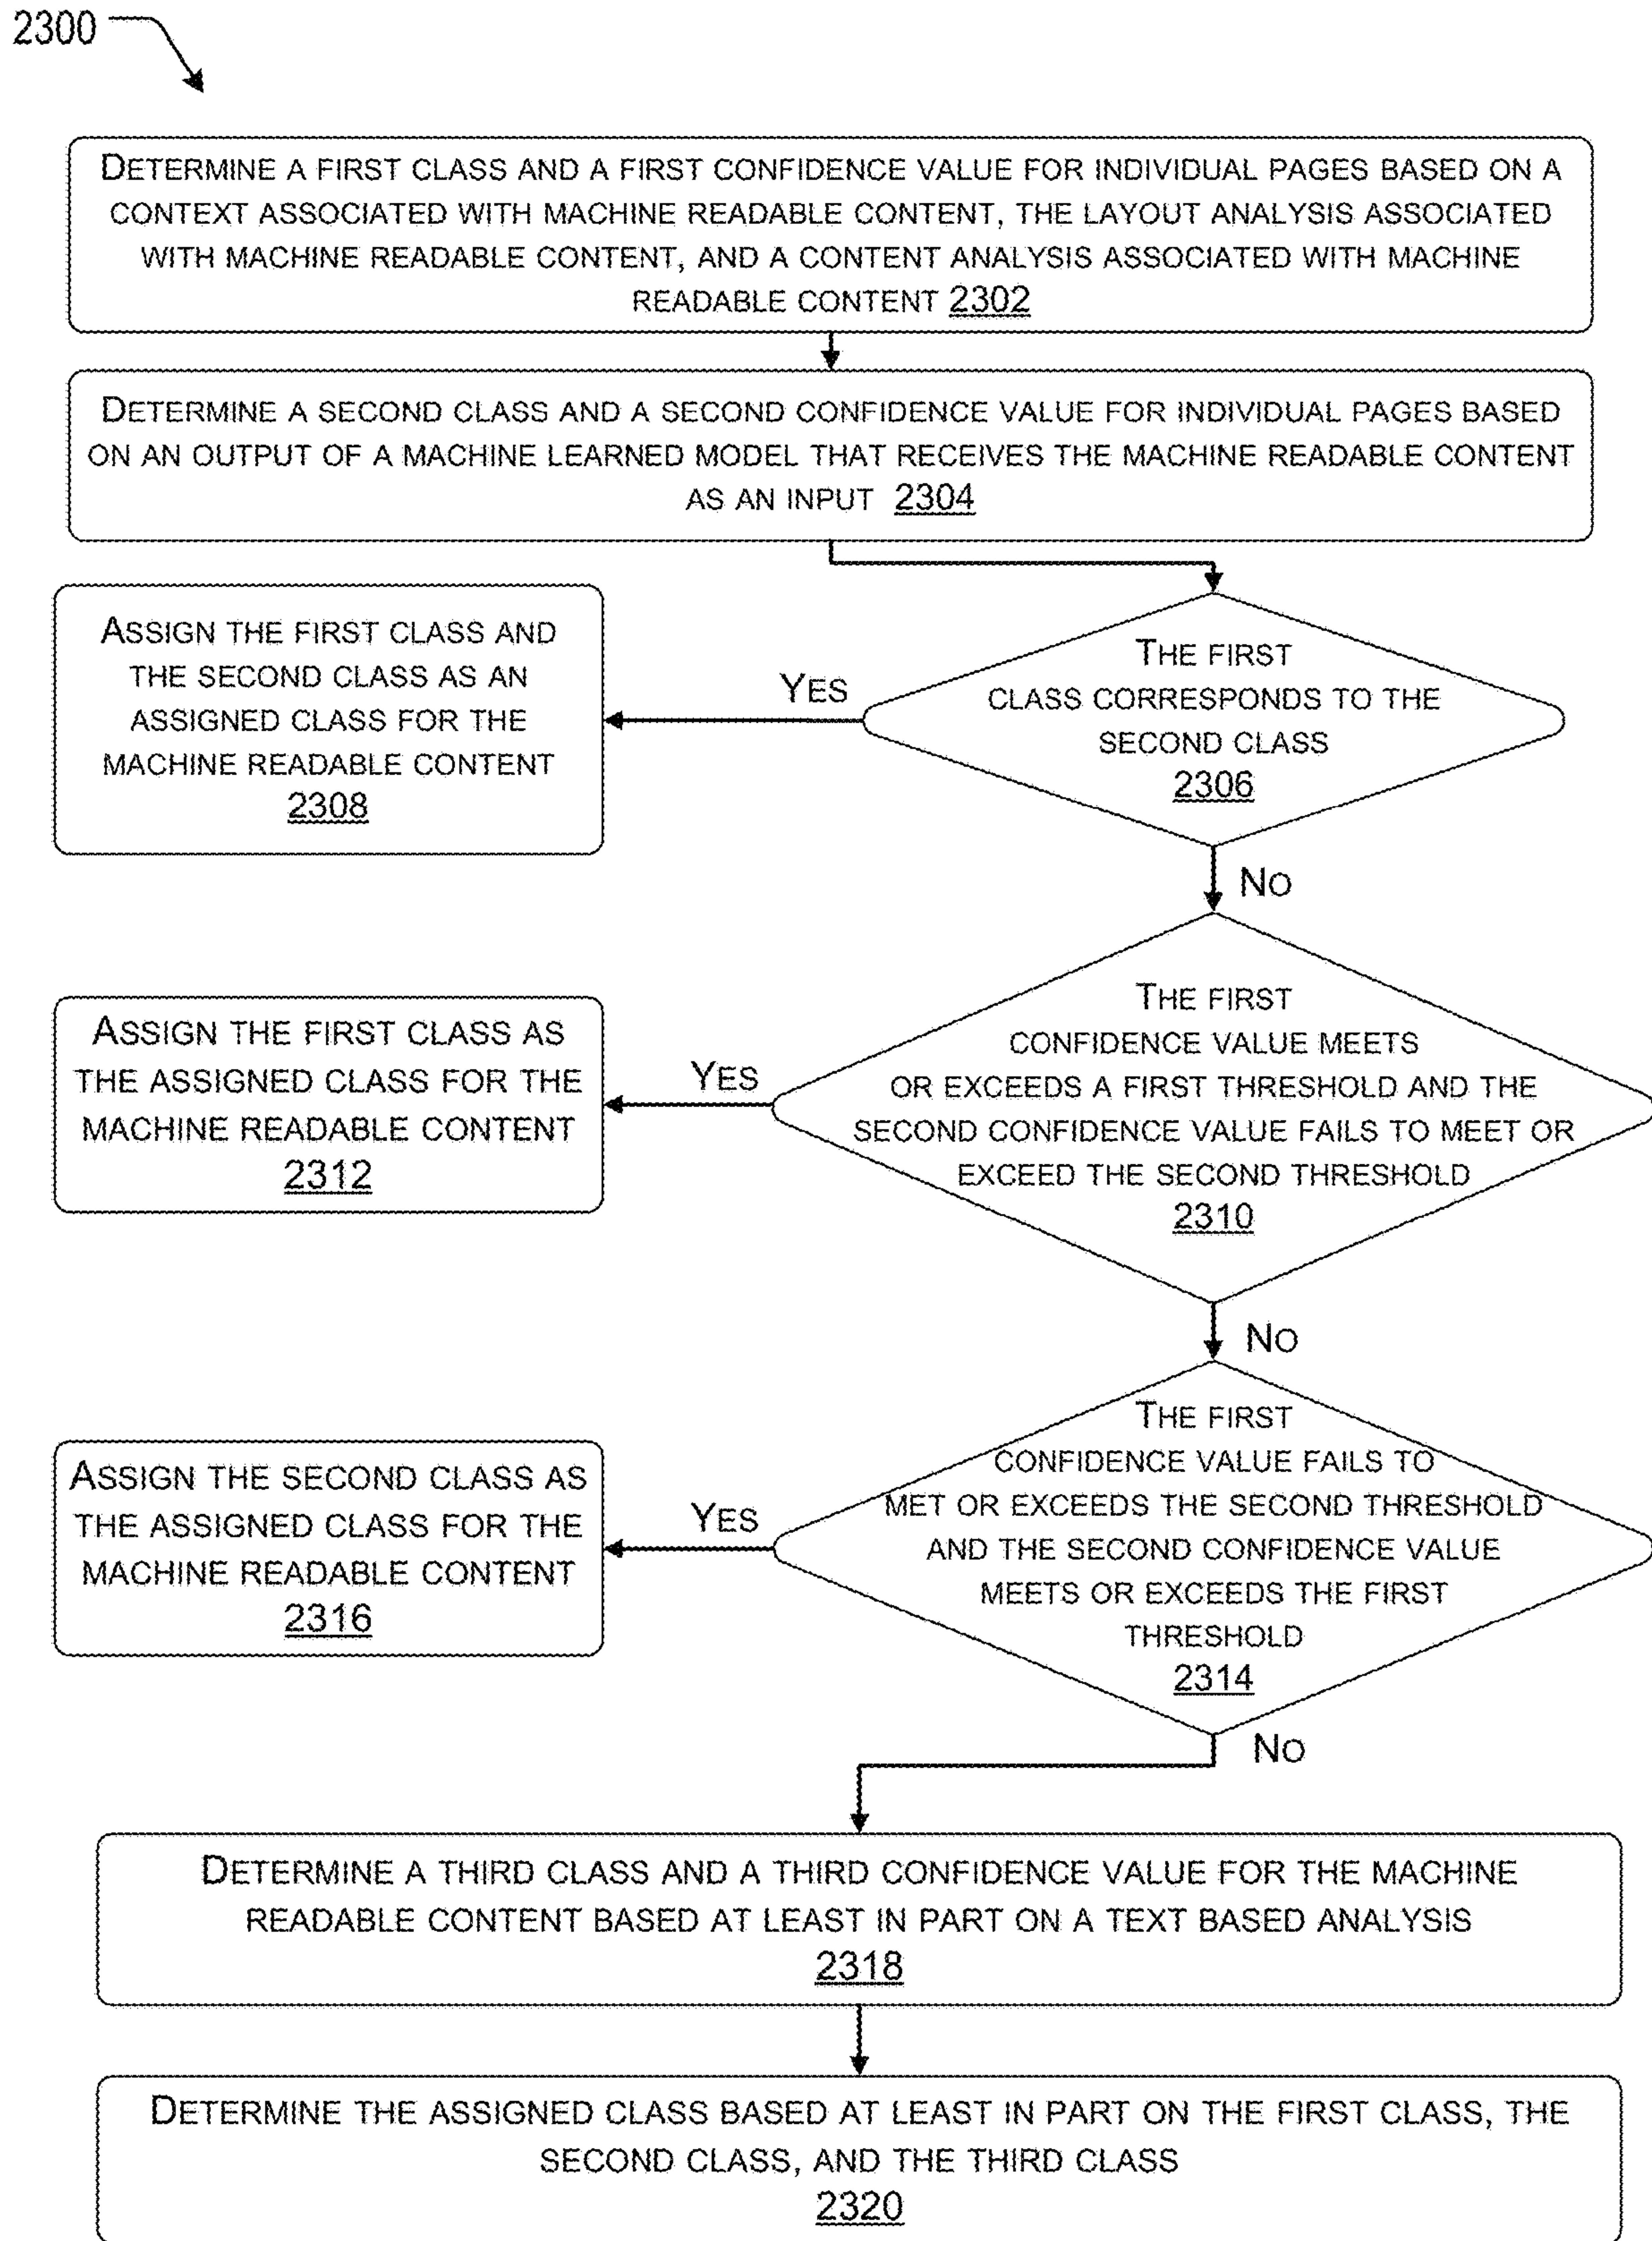 2300
DETERMINE A FIRST CLASS AND A FIRST CONFIDENCE VALUE FOR INDIVIDUAL PAGES BASED ON A
CONTEXT ASSOCIATED WITH MACHINE READABLE CONTENT, THE LAYOUT ANALYSIS ASSOCIATED
WITH MACHINE READABLE CONTENT, AND A CONTENT ANALYSIS ASSOCIATED WITH MACHINE
READABLE CONTENT 2302
DETERMINE A SECOND CLASS AND A SECOND CONFIDENCE VALUE FOR INDIVIDUAL PAGES BASED
ON AN OUTPUT OF A MACHINE LEARNED MODEL THAT RECEIVES THE MACHINE READABLE CONTENT
AS AN INPUT 2304
THE FIRST
CLASS CORRESPONDS TO THE
SECOND CLASS
2306
YES
ASSIGN THE FIRST CLASS AND
THE SECOND CLASS AS AN
ASSIGNED CLASS FOR THE
MACHINE READABLE CONTENT
2308
NO
THE FIRST
CONFIDENCE VALUE MEETS
OR EXCEEDS A FIRST THRESHOLD AND THE
SECOND CONFIDENCE VALUE FAILS TO MEET OR
EXCEED THE SECOND THRESHOLD
2310
YES
ASSIGN THE FIRST CLASS AS
THE ASSIGNED CLASS FOR THE
MACHINE READABLE CONTENT
2312
NO
THE FIRST
CONFIDENCE VALUE FAILS TO
MET OR EXCEEDS THE SECOND THRESHOLD
AND THE SECOND CONFIDENCE VALUE
MEETS OR EXCEEDS THE FIRST
THRESHOLD
2314
YES
ASSIGN THE SECOND CLASS AS
THE ASSIGNED CLASS FOR THE
MACHINE READABLE CONTENT
2316
NO
DETERMINE A THIRD CLASS AND A THIRD CONFIDENCE VALUE FOR THE MACHINE
READABLE CONTENT BASED AT LEAST IN PART ON A TEXT BASED ANALYSIS
2318
DETERMINE THE ASSIGNED CLASS BASED AT LEAST IN PART ON THE FIRST CLASS, THE
SECOND CLASS, AND THE THIRD CLASS
2320